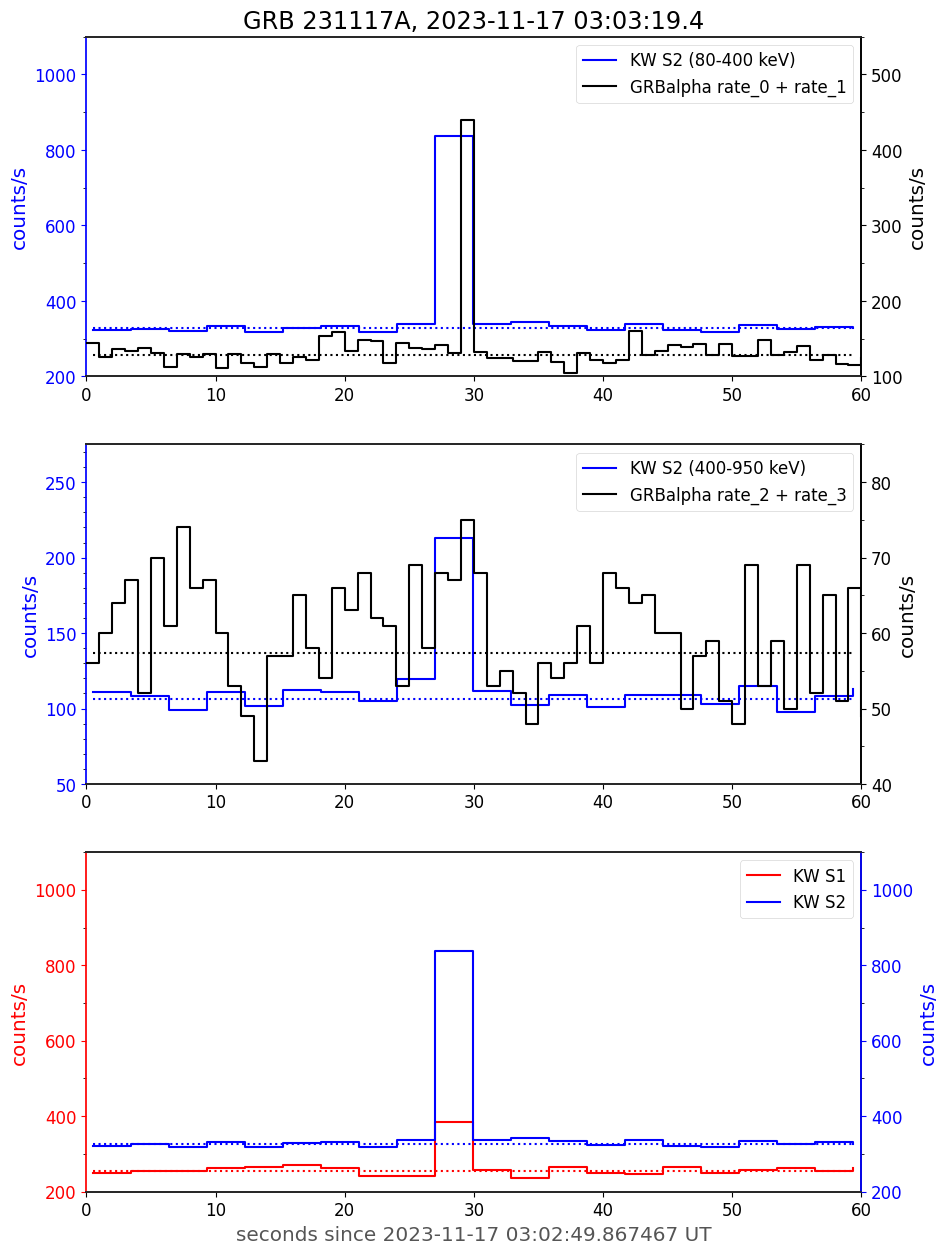 GRB 231117A, 2023-11-17 03:03:19.4
KW S2 (80-400 keV)
GRBalpha rate_0 + rate_1
1000
800
600
400
200
500
400
300
200
100
counts/s
counts/s
0 10 20 30 40 50 60
KW S2 (400-950 keV)
GRBalpha rate_2 + rate_3
250
200
150
100
50
80
70
60
50
40
counts/s
counts/s
0 10 20 30 40 50 60
KW S1
KW S2
1000
800
600
400
200
1000
800
600
400
200
counts/s
counts/s
0 10 20 30 40 50 60
seconds since 2023-11-17 03:02:49.867467 UT